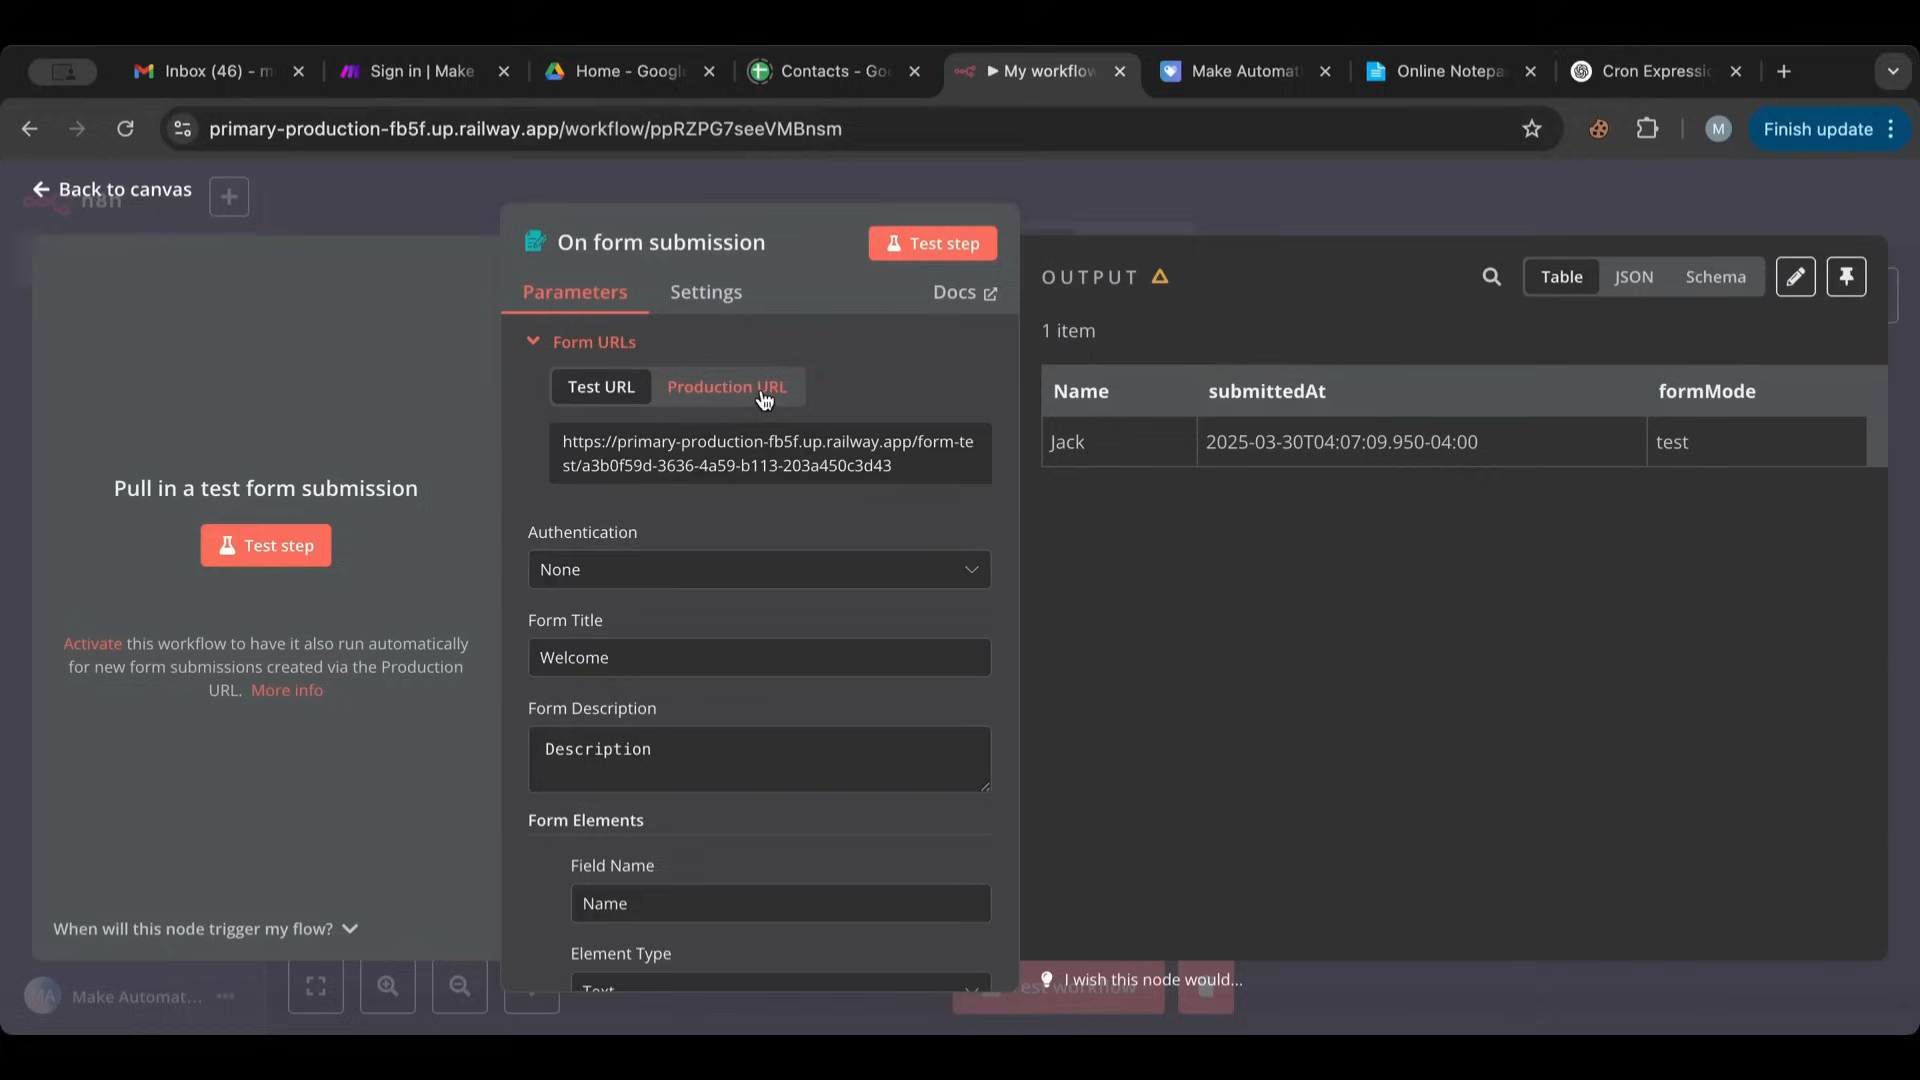 Inbox (46) - m
Sign in | Make
Home - Googl
Contacts - Go
My workflow
Make Automat
Online Notepa
Cron Expressi
primary-production-fb5f.up.railway.app/workflow/ppRZPG7seeVMBnsm
M
Finish update
Back to canvas
n8n
On form submission
Test step
Parameters
Settings
Docs
Form URLs
Test URL
Production URL
https://primary-production-fb5f.up.railway.app/form-te
st/a3b0f59d-3636-4a59-b113-203a450c3d43
Authentication
None
Form Title
Welcome
Form Description
Description
Form Elements
Field Name
Name
Element Type
Text
Pull in a test form submission
Test step
Activate this workflow to have it also run automatically
for new form submissions created via the Production
URL. More info
When will this node trigger my flow?
OUTPUT
Table
JSON
Schema
1 item
Name submittedAt formMode
Jack 2025-03-30T04:07:09.950-04:00 test
I wish this node would...
MA
Make Automat...